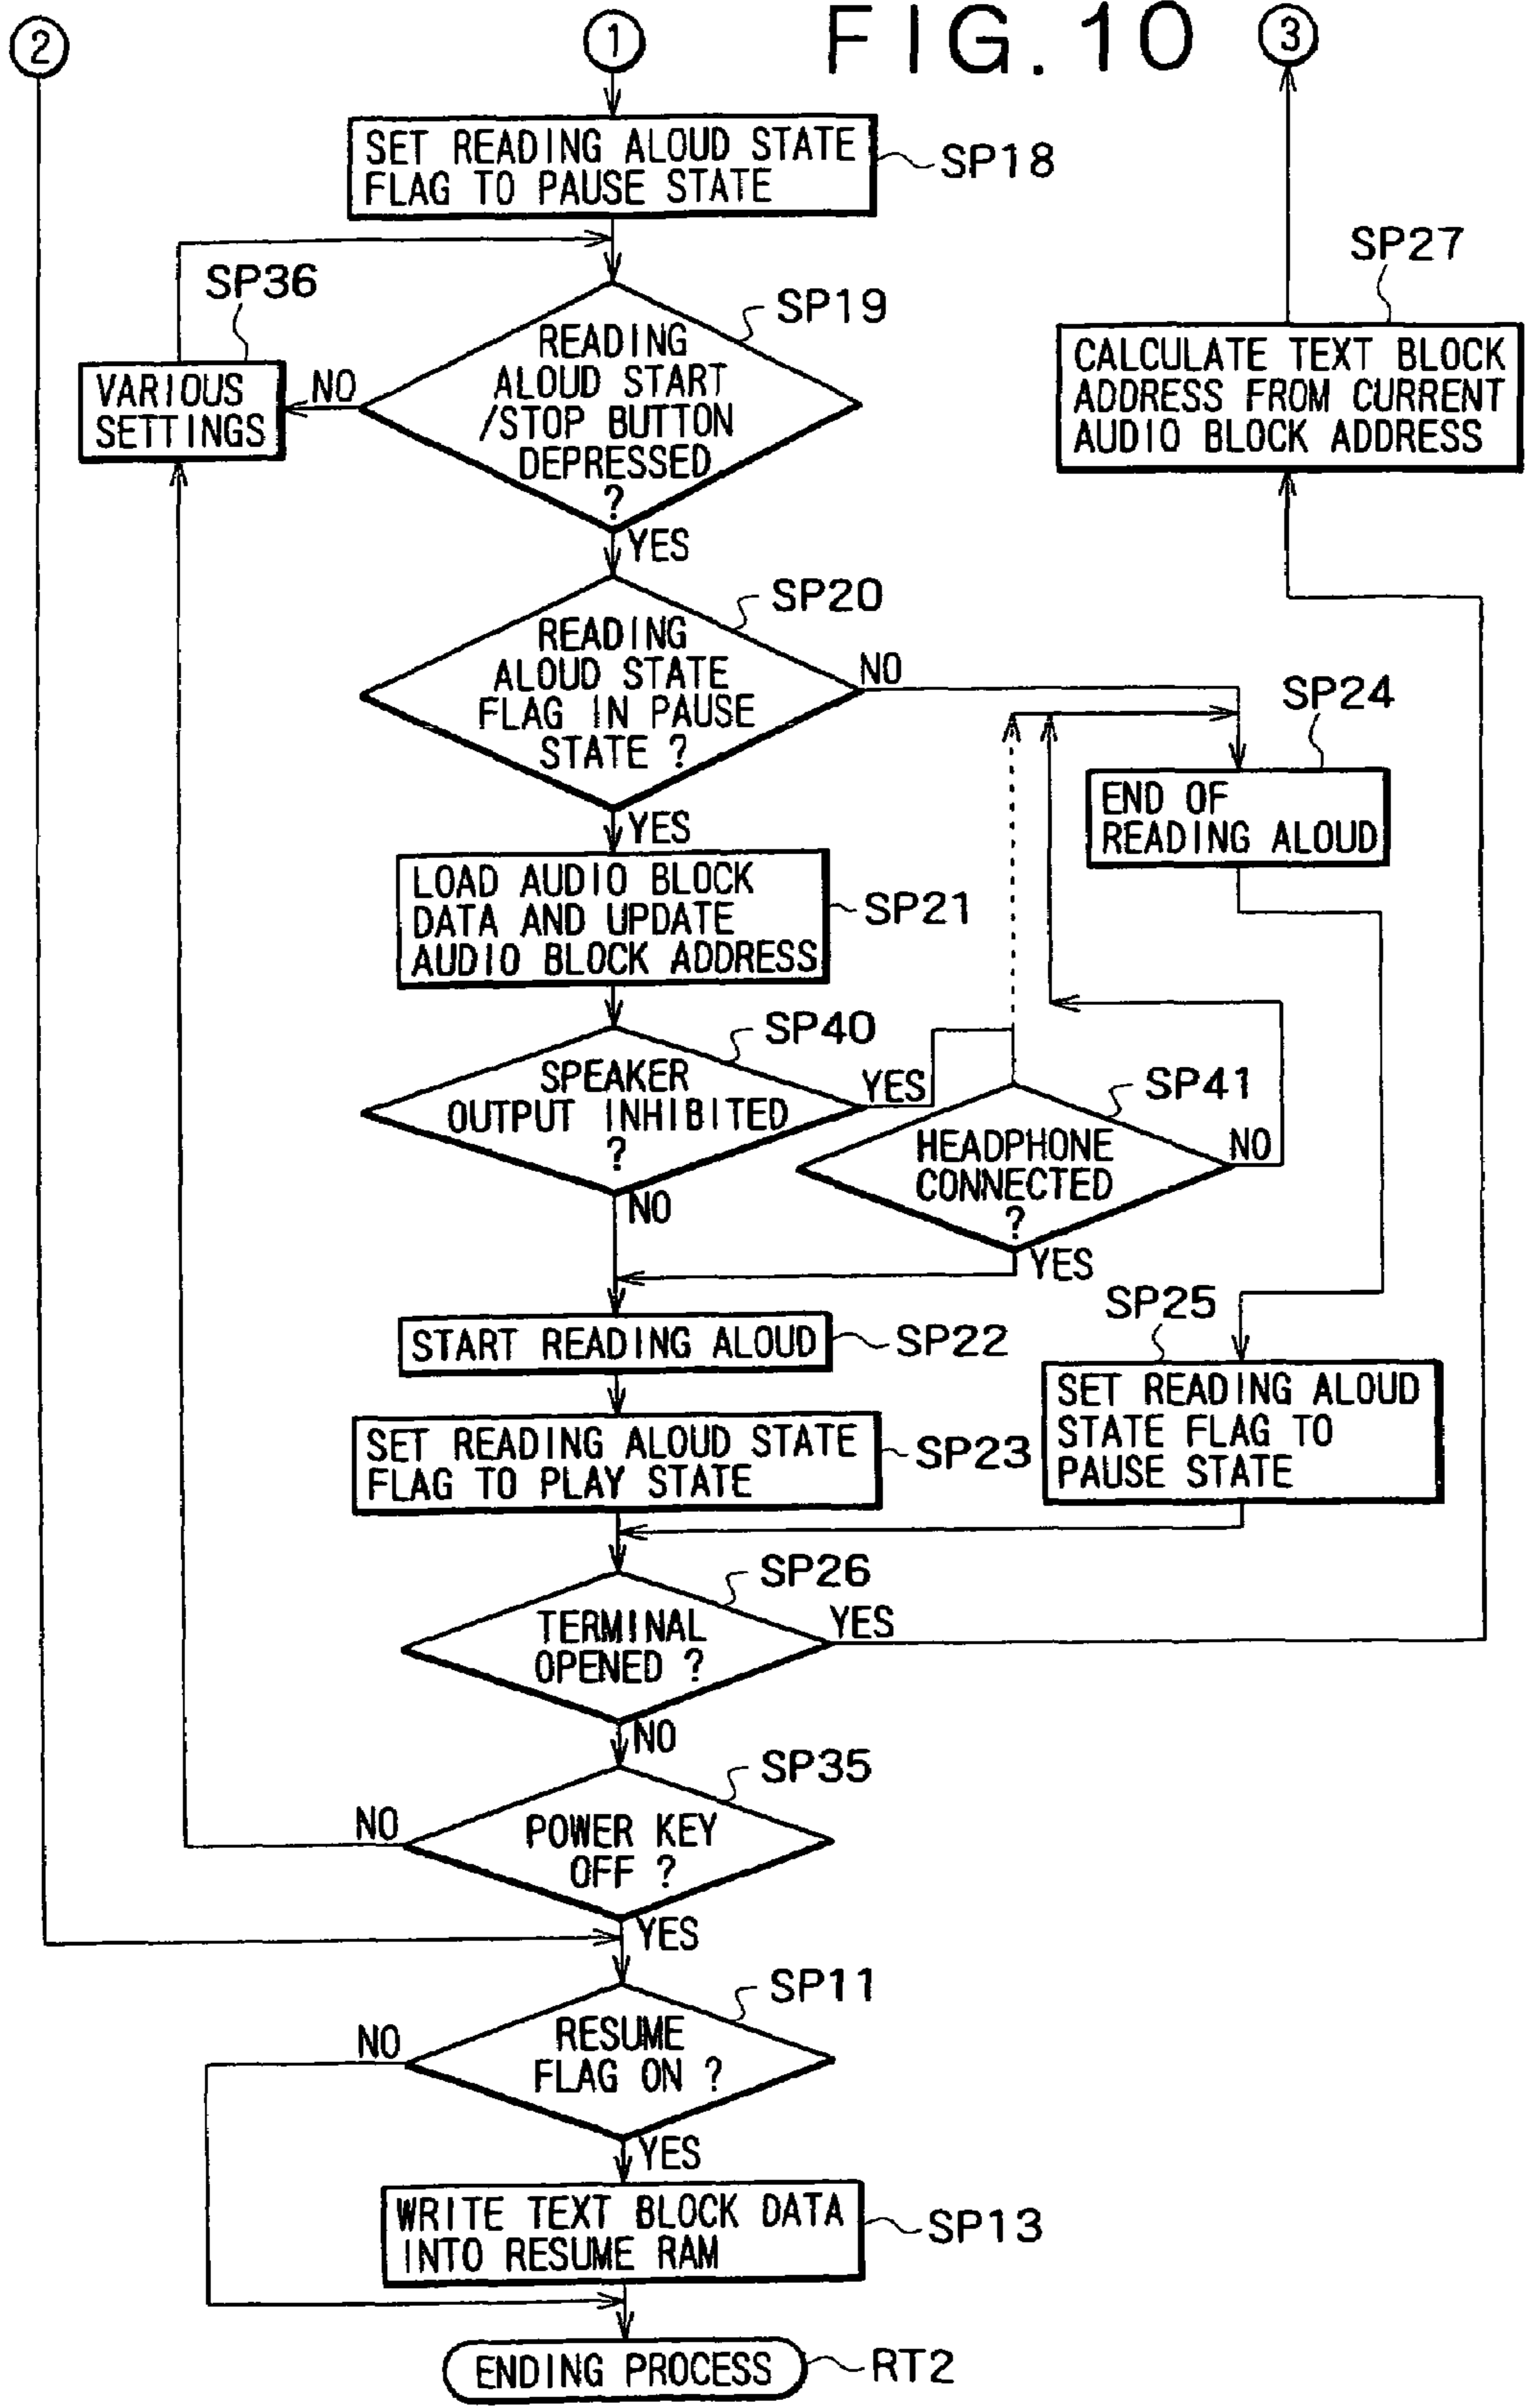 2
1
FIG. 10
3
SET READING ALOUD STATE
FLAG TO PAUSE STATE
SP18
SP27
CALCULATE TEXT BLOCK
ADDRESS FROM CURRENT
AUDIO BLOCK ADDRESS
SP36
VARIOUS
SETTINGS
NO
SP19
READING
ALOUD START
/STOP BUTTON
DEPRESSED
?
YES
SP20
READING
ALOUD STATE
FLAG IN PAUSE
STATE ?
NO
YES
SP24
END OF
READING ALOUD
LOAD AUDIO BLOCK
DATA AND UPDATE
AUDIO BLOCK ADDRESS
SP21
SP40
SPEAKER
OUTPUT INHIBITED
?
YES
NO
SP41
HEADPHONE
CONNECTED
?
NO
YES
START READING ALOUD
SP22
SP25
SET READING ALOUD
STATE FLAG TO
PAUSE STATE
SET READING ALOUD STATE
FLAG TO PLAY STATE
SP23
SP26
TERMINAL
OPENED ?
YES
NO
SP35
POWER KEY
OFF ?
NO
YES
SP11
RESUME
FLAG ON ?
NO
YES
WRITE TEXT BLOCK DATA
INTO RESUME RAM
SP13
ENDING PROCESS
RT2